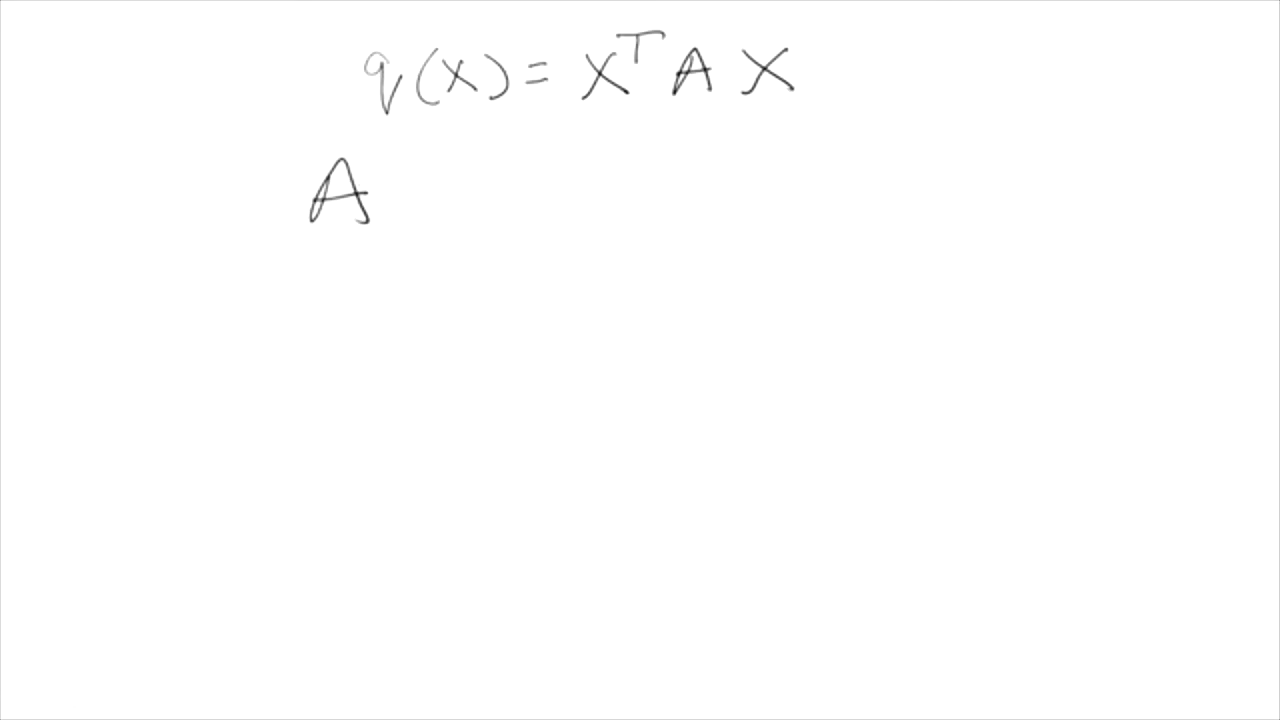 q(x) = x^T A x
A